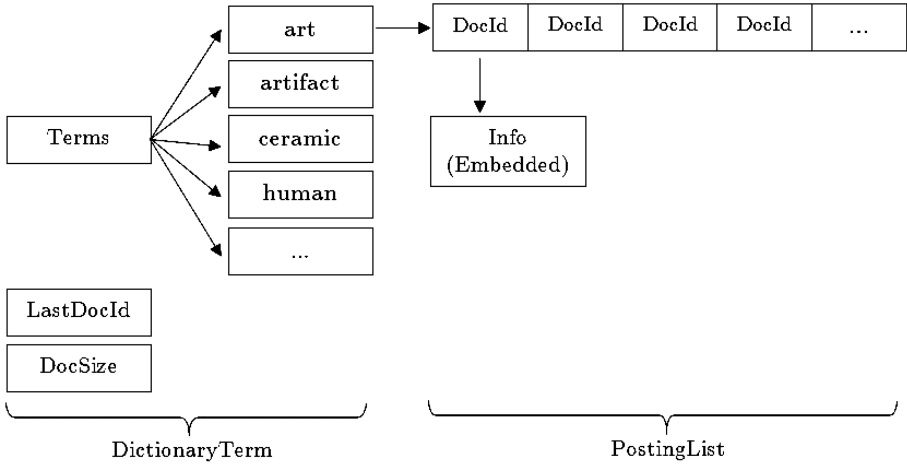 art
DocId DocId DocId DocId ...
artifact
Terms
ceramic
Info
(Embedded)
human
...
LastDocId
DocSize
DictionaryTerm
PostingList